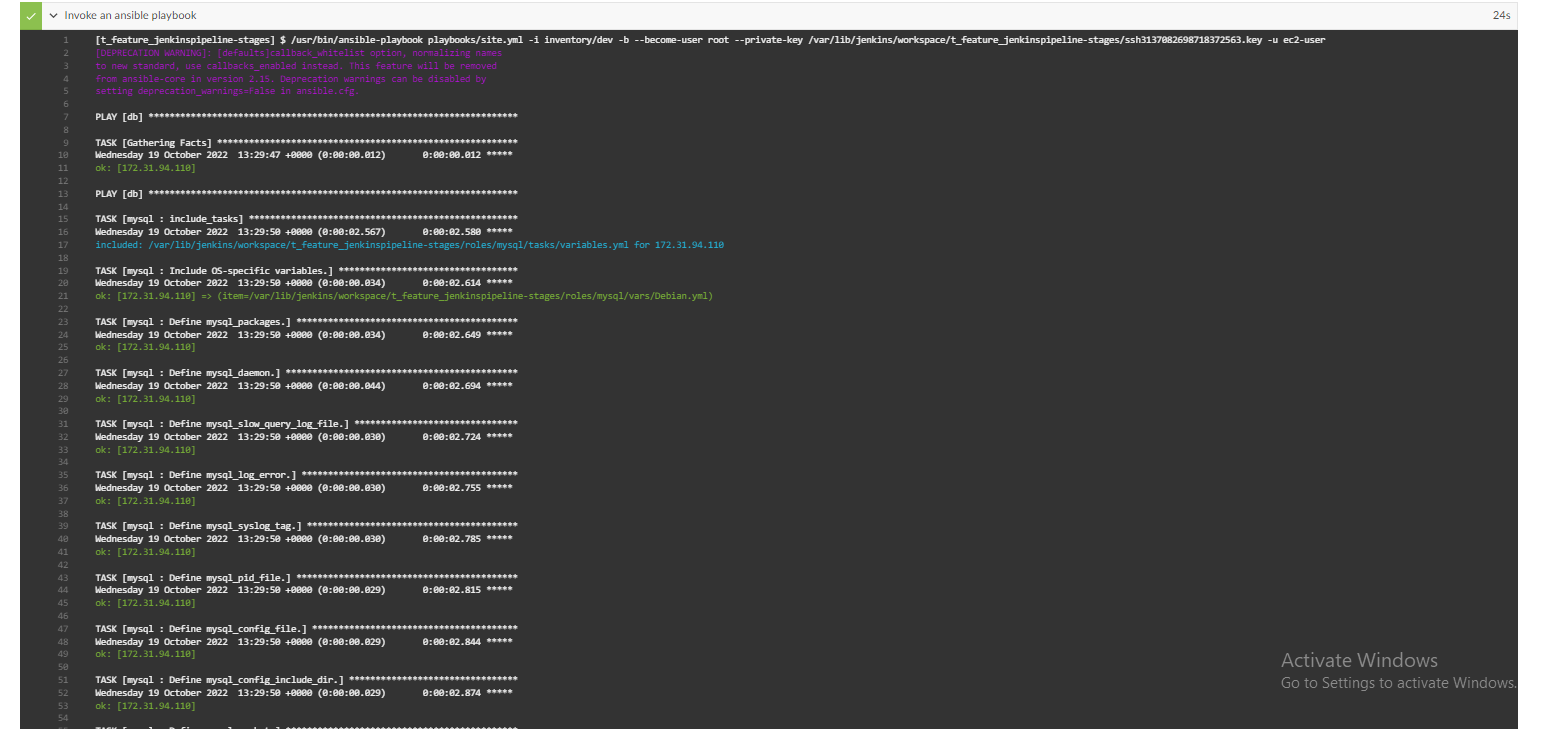 Invoke an ansible playbook 24s
1 [t_feature_jenkinspipeline-stages] $ /usr/bin/ansible-playbook playbooks/site.yml -i inventory/dev -b --become-user root --private-key /var/lib/jenkins/workspace/t_feature_jenkinspipeline-stages/ssh3137082698718372563.key -u ec2-user
2 [DEPRECATION WARNING]: [defaults]callback_whitelist option, normalizing names
3 to new standard, use callbacks_enabled instead. This feature will be removed
4 from ansible-core in version 2.15. Deprecation warnings can be disabled by
5 setting deprecation_warnings=False in ansible.cfg.
6
7 PLAY [db] **********************************************************************
8
9 TASK [Gathering Facts] *********************************************************
10 Wednesday 19 October 2022  13:29:47 +0000 (0:00:00.012)       0:00:00.012 *****
11 ok: [172.31.94.110]
12
13 PLAY [db] **********************************************************************
14
15 TASK [mysql : include_tasks] ***************************************************
16 Wednesday 19 October 2022  13:29:50 +0000 (0:00:02.567)       0:00:02.580 *****
17 included: /var/lib/jenkins/workspace/t_feature_jenkinspipeline-stages/roles/mysql/tasks/variables.yml for 172.31.94.110
18
19 TASK [mysql : Include OS-specific variables.] **********************************
20 Wednesday 19 October 2022  13:29:50 +0000 (0:00:00.034)       0:00:02.614 *****
21 ok: [172.31.94.110] => (item=/var/lib/jenkins/workspace/t_feature_jenkinspipeline-stages/roles/mysql/vars/Debian.yml)
22
23 TASK [mysql : Define mysql_packages.] ******************************************
24 Wednesday 19 October 2022  13:29:50 +0000 (0:00:00.034)       0:00:02.649 *****
25 ok: [172.31.94.110]
26
27 TASK [mysql : Define mysql_daemon.] ********************************************
28 Wednesday 19 October 2022  13:29:50 +0000 (0:00:00.044)       0:00:02.694 *****
29 ok: [172.31.94.110]
30
31 TASK [mysql : Define mysql_slow_query_log_file.] *******************************
32 Wednesday 19 October 2022  13:29:50 +0000 (0:00:00.030)       0:00:02.724 *****
33 ok: [172.31.94.110]
34
35 TASK [mysql : Define mysql_log_error.] *****************************************
36 Wednesday 19 October 2022  13:29:50 +0000 (0:00:00.030)       0:00:02.755 *****
37 ok: [172.31.94.110]
38
39 TASK [mysql : Define mysql_syslog_tag.] ****************************************
40 Wednesday 19 October 2022  13:29:50 +0000 (0:00:00.030)       0:00:02.785 *****
41 ok: [172.31.94.110]
42
43 TASK [mysql : Define mysql_pid_file.] ******************************************
44 Wednesday 19 October 2022  13:29:50 +0000 (0:00:00.029)       0:00:02.815 *****
45 ok: [172.31.94.110]
46
47 TASK [mysql : Define mysql_config_file.] ***************************************
48 Wednesday 19 October 2022  13:29:50 +0000 (0:00:00.029)       0:00:02.844 *****
49 ok: [172.31.94.110]
50
51 TASK [mysql : Define mysql_config_include_dir.] ********************************
52 Wednesday 19 October 2022  13:29:50 +0000 (0:00:00.029)       0:00:02.874 *****
53 ok: [172.31.94.110]
54
Activate Windows
Go to Settings to activate Windows.